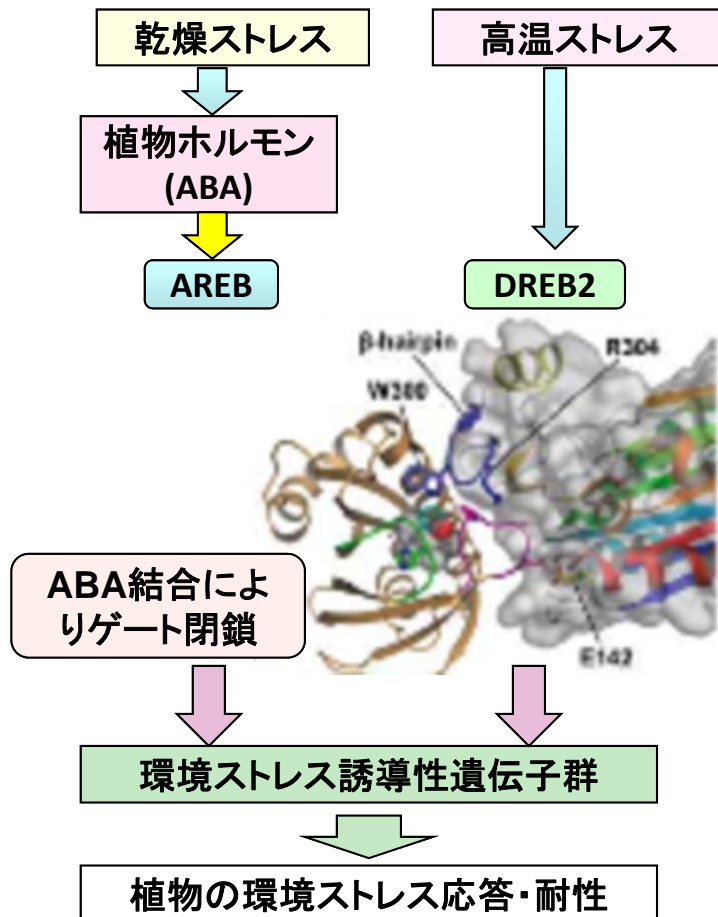 乾燥ストレス
高温ストレス
植物ホルモン
(ABA)
AREB
DREB2
β-hairpin
R304
W300
ABA結合によ
りゲート閉鎖
E142
環境ストレス誘導性遺伝子群
植物の環境ストレス応答・耐性